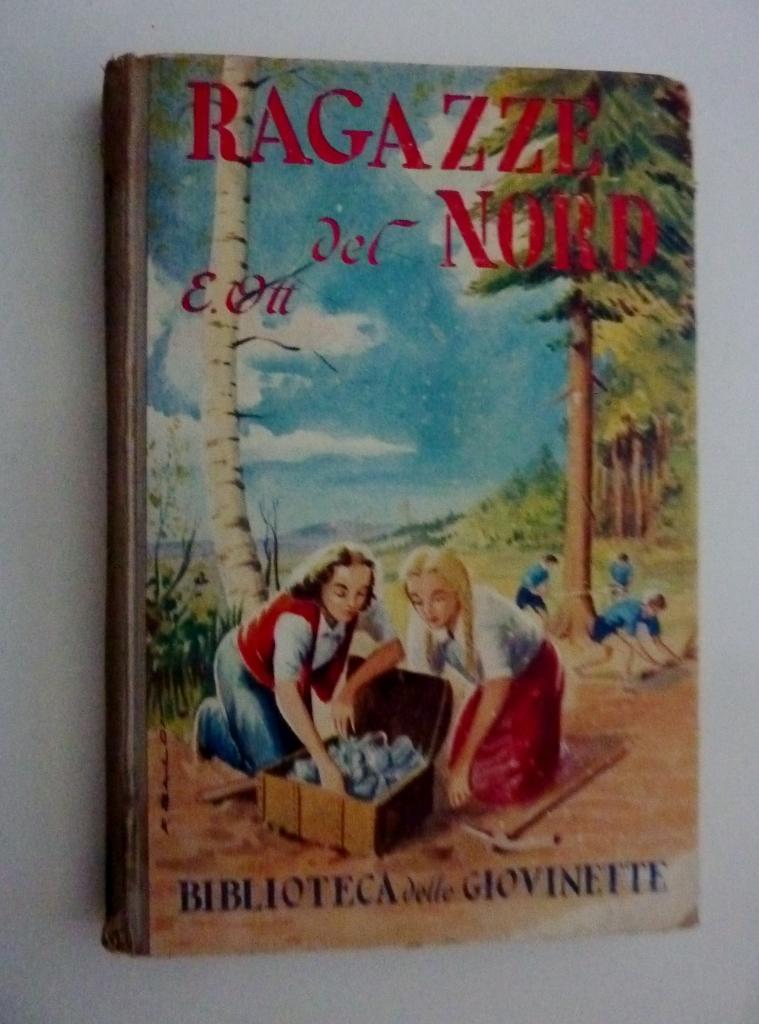 RAGAZZE
del NORD
E. Ott
BIBLIOTECA delle GIOVINETTE